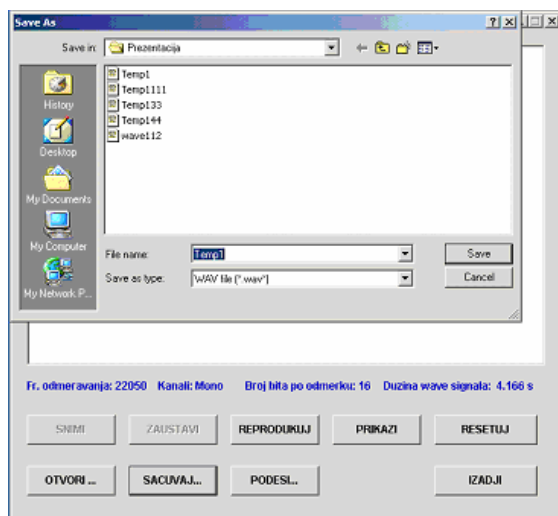 Save As
Save in: Prezentacija
History
Desktop
My Documents
My Computer
My Network P...
Temp1
Temp1111
Temp133
Temp144
wave112
File name: Temp1 Save
Save as type: WAV file (*.wav*) Cancel
Fr. odmeravanja: 22050 Kanali: Mono Broj bita po odmerku: 16 Duzina wave signala: 4.166 s
SNIMI ZAUSTAVI REPRODUKUJ PRIKAZI RESETUJ
OTVORI ... SACUVAJ... PODESI... IZADJI